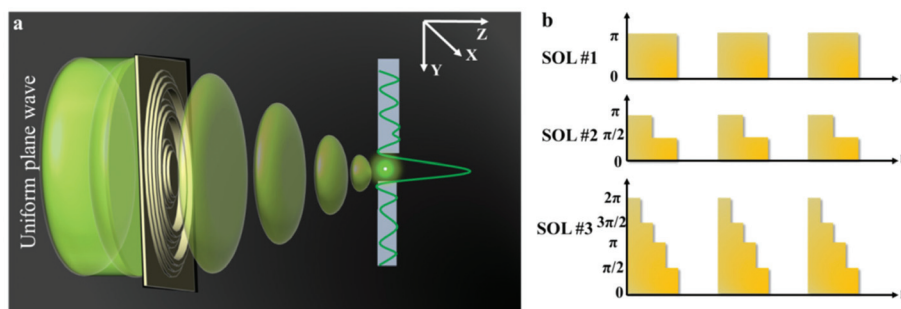 a
Uniform plane wave
Z
X
Y
b
SOL #1
π
0
SOL #2
π
π/2
0
SOL #3
2π
3π/2
π
π/2
0